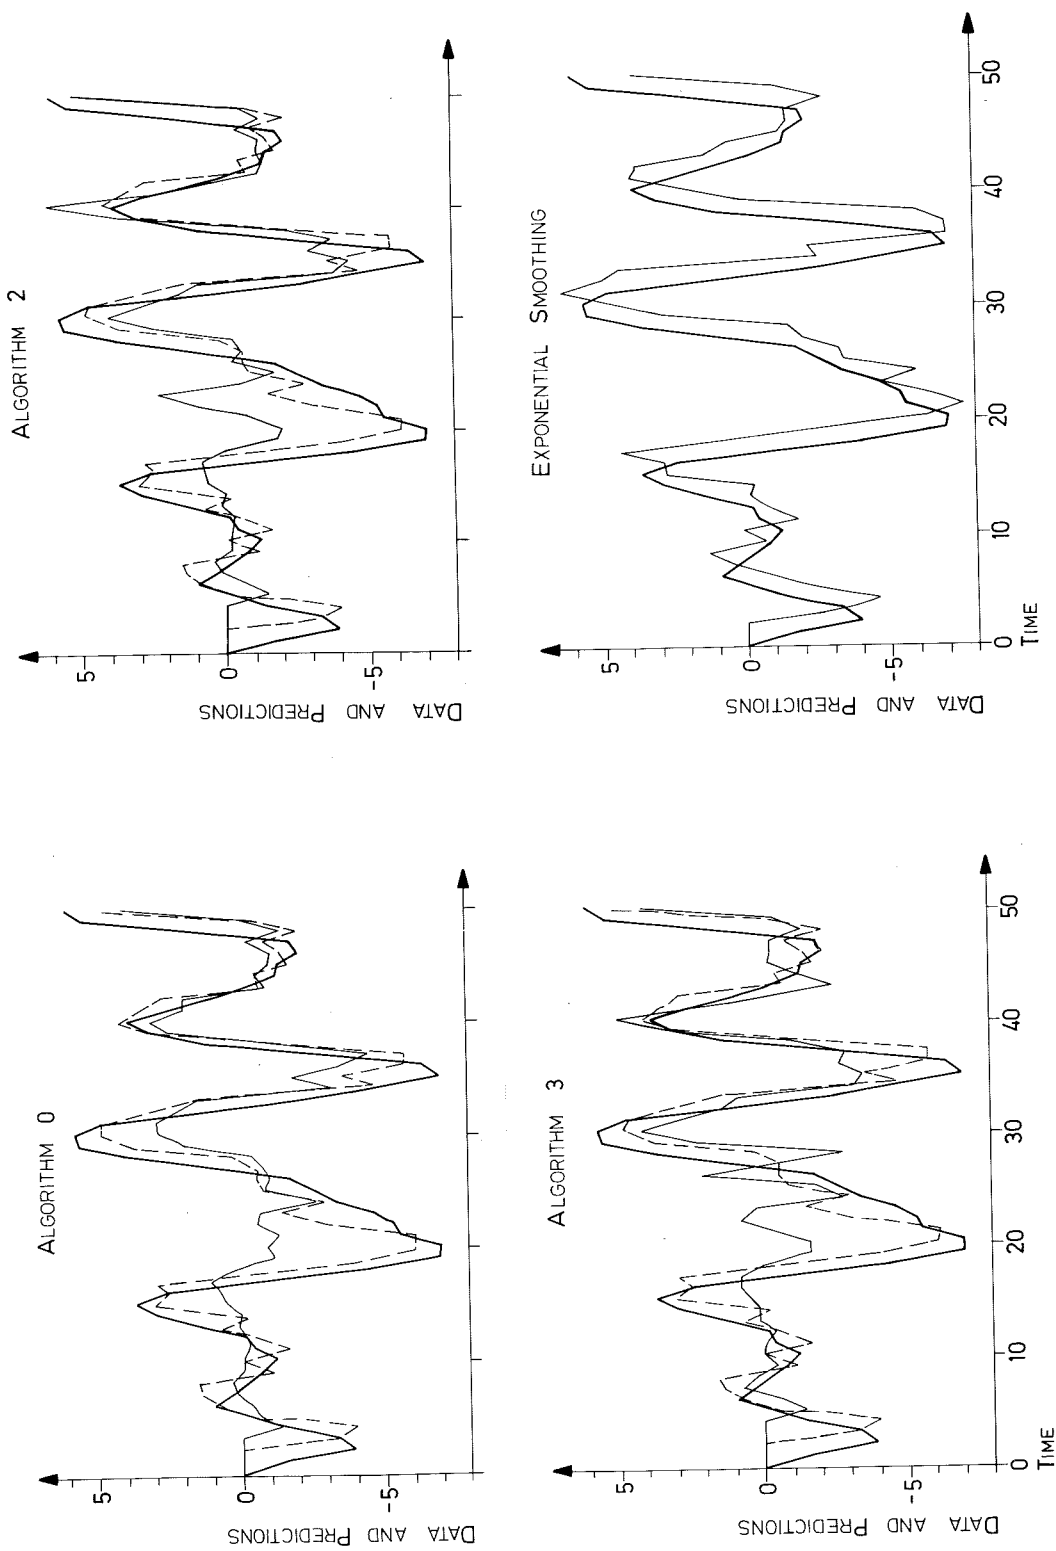 ALGORITHM 0
5
0
-5
DATA AND PREDICTIONS
ALGORITHM 2
5
0
-5
DATA AND PREDICTIONS
ALGORITHM 3
5
0
-5
DATA AND PREDICTIONS
0 10 20 30 40 50
TIME
EXPONENTIAL SMOOTHING
5
0
-5
DATA AND PREDICTIONS
0 10 20 30 40 50
TIME